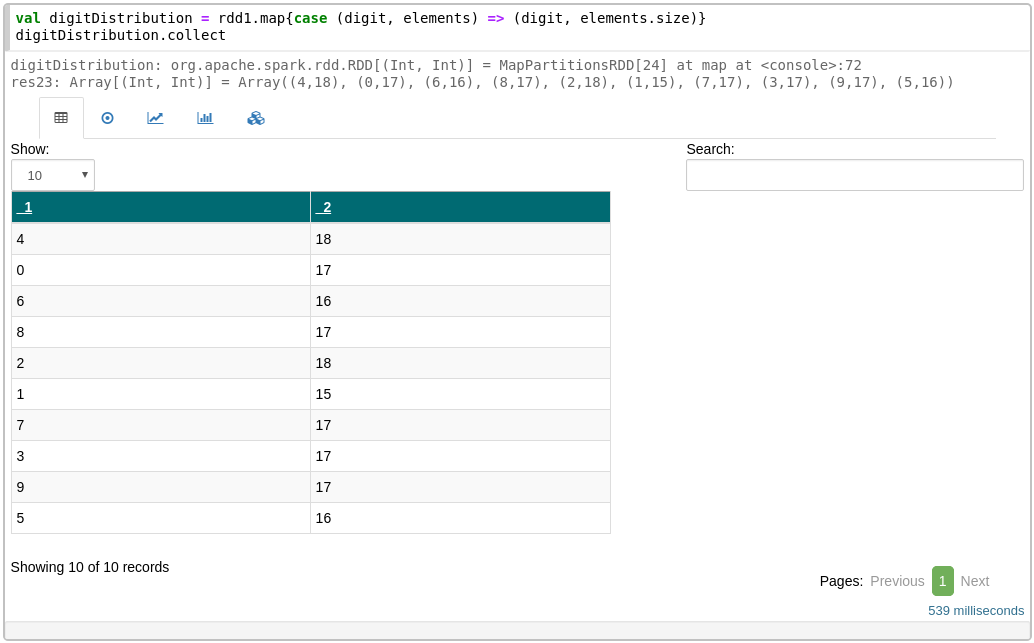 val digitDistribution = rdd1.map{case (digit, elements) => (digit, elements.size)}
digitDistribution.collect
digitDistribution: org.apache.spark.rdd.RDD[(Int, Int)] = MapPartitionsRDD[24] at map at <console>:72
res23: Array[(Int, Int)] = Array((4,18), (0,17), (6,16), (8,17), (2,18), (1,15), (7,17), (3,17), (9,17), (5,16))
Show: Search:
10
_1 _2
4 18
0 17
6 16
8 17
2 18
1 15
7 17
3 17
9 17
5 16
Showing 10 of 10 records
Pages: Previous 1 Next
539 milliseconds